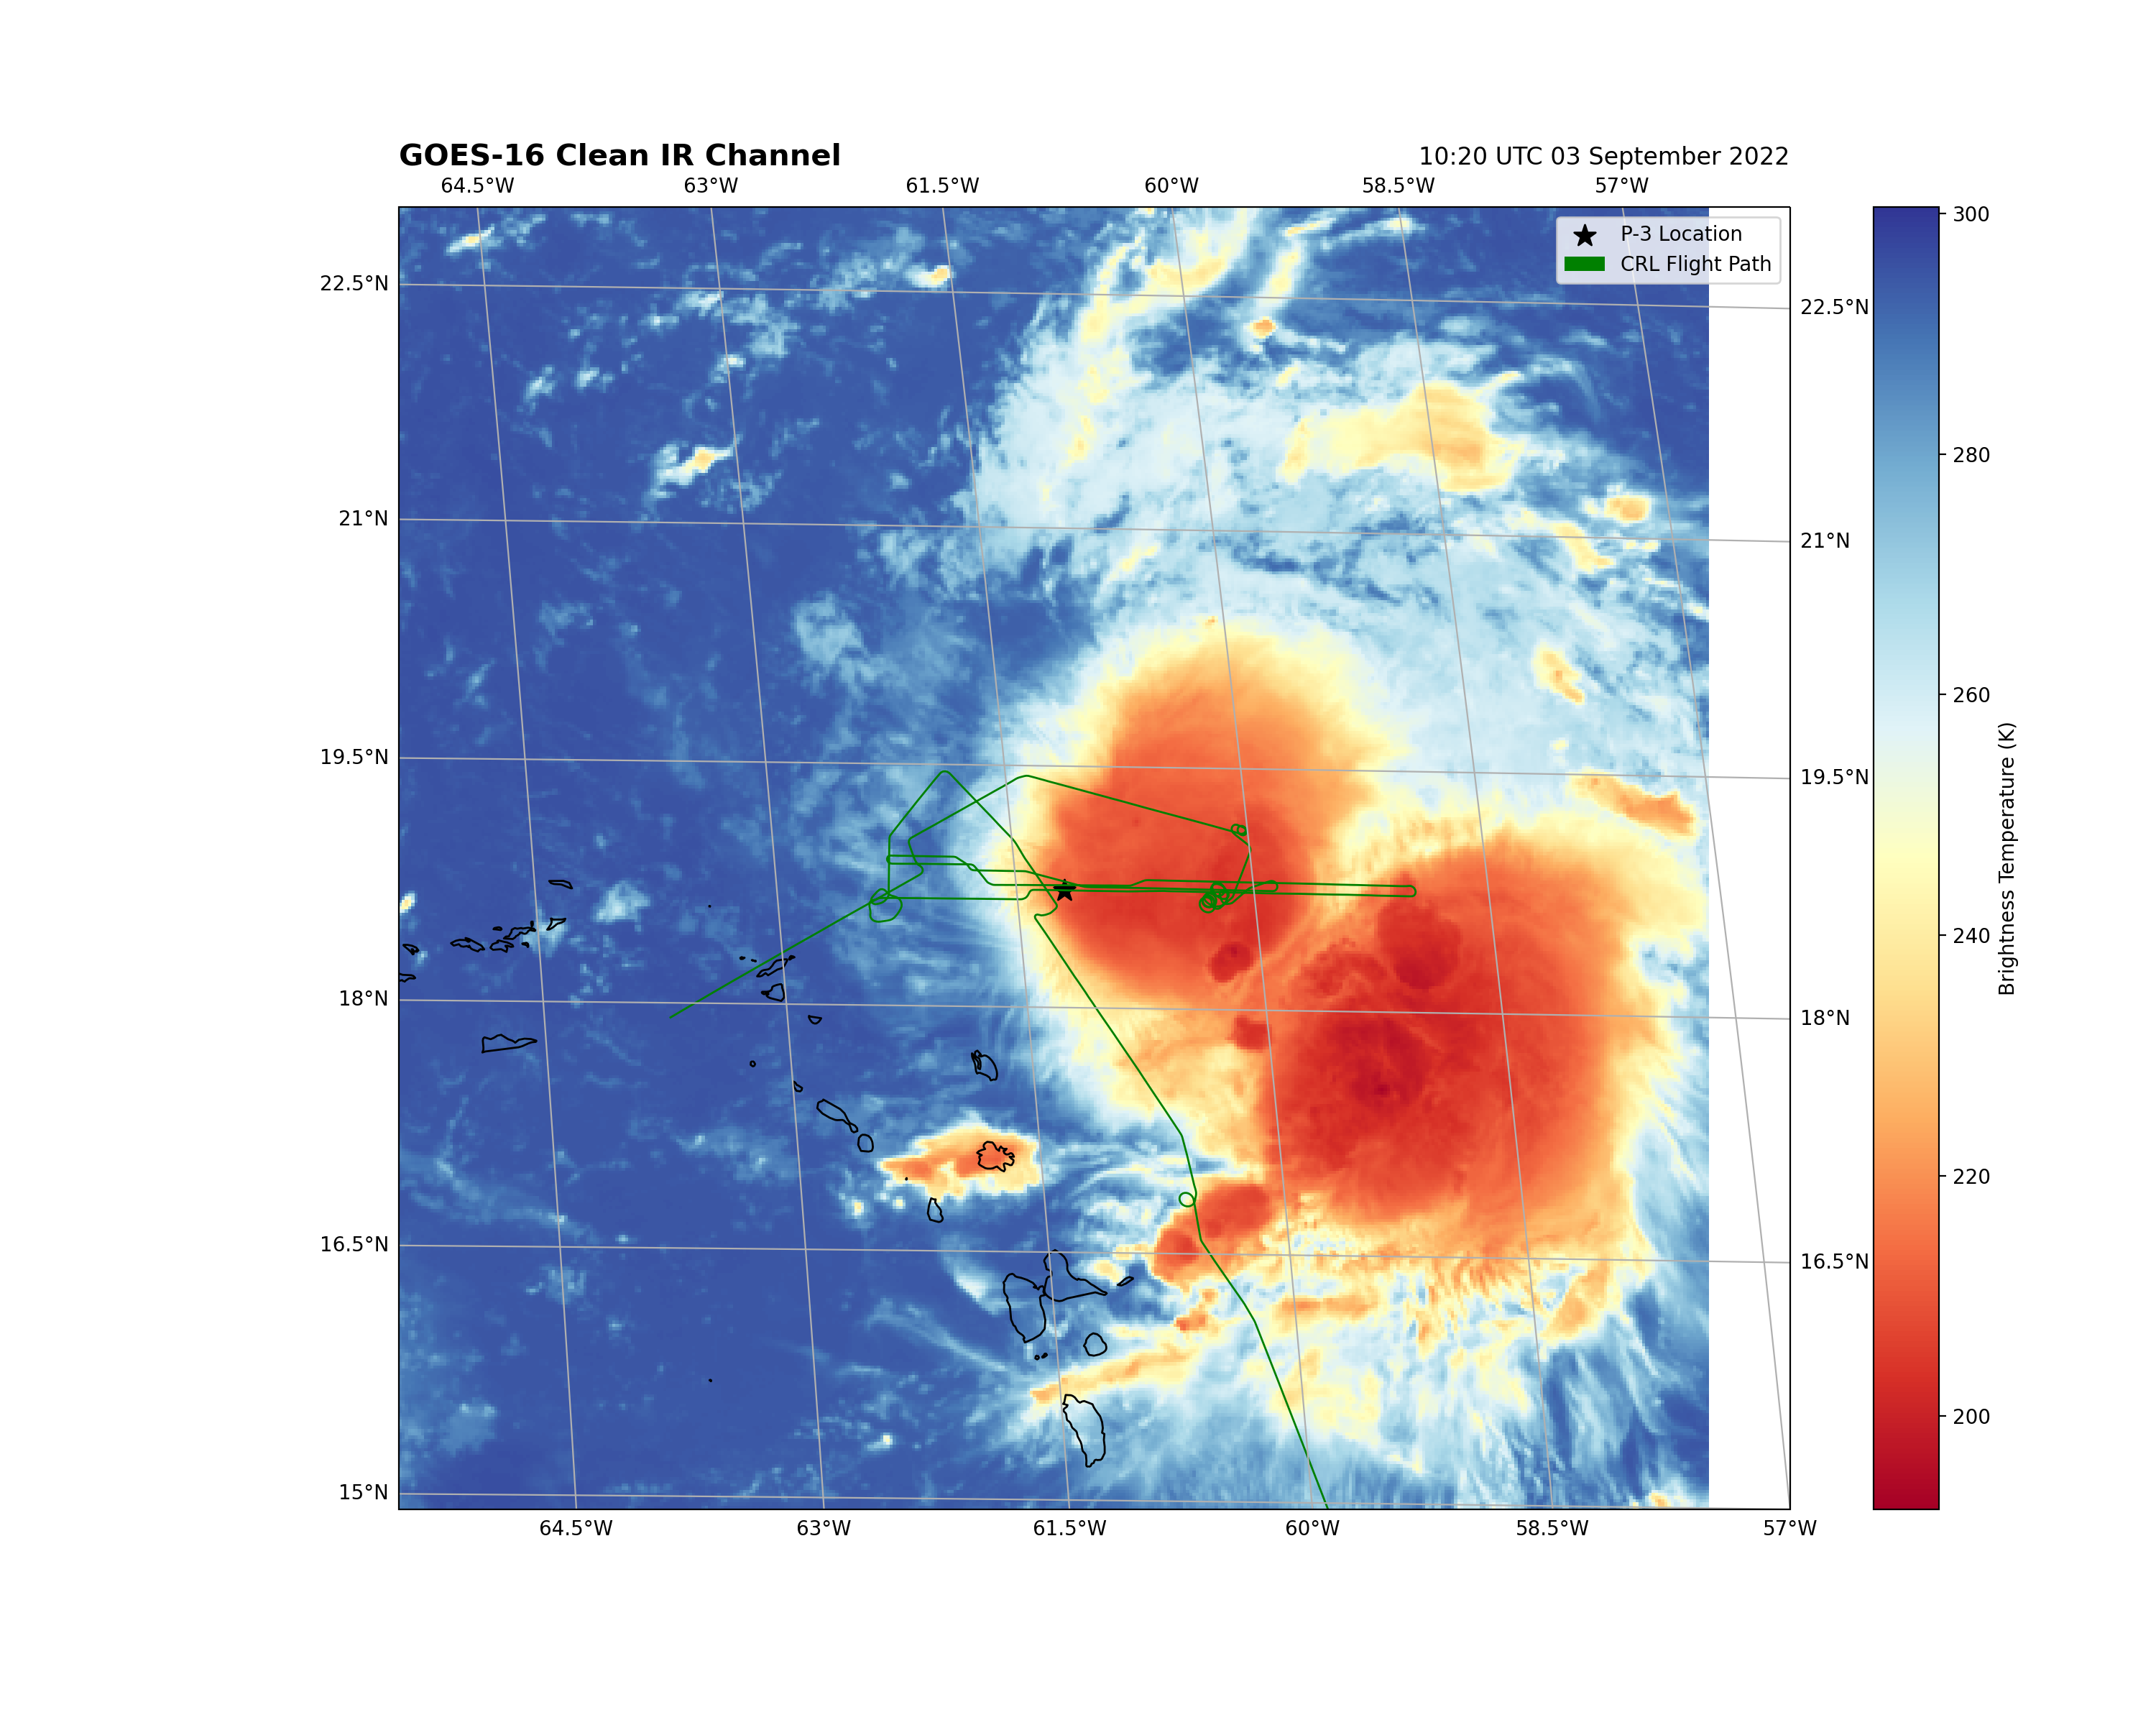 GOES-16 Clean IR Channel
10:20 UTC 03 September 2022
64.5°W 63°W 61.5°W 60°W 58.5°W 57°W
P-3 Location
CRL Flight Path
300
280
260
240
220
200
Brightness Temperature (K)
22.5°N
21°N
19.5°N
18°N
16.5°N
15°N
22.5°N
21°N
19.5°N
18°N
16.5°N
64.5°W 63°W 61.5°W 60°W 58.5°W 57°W